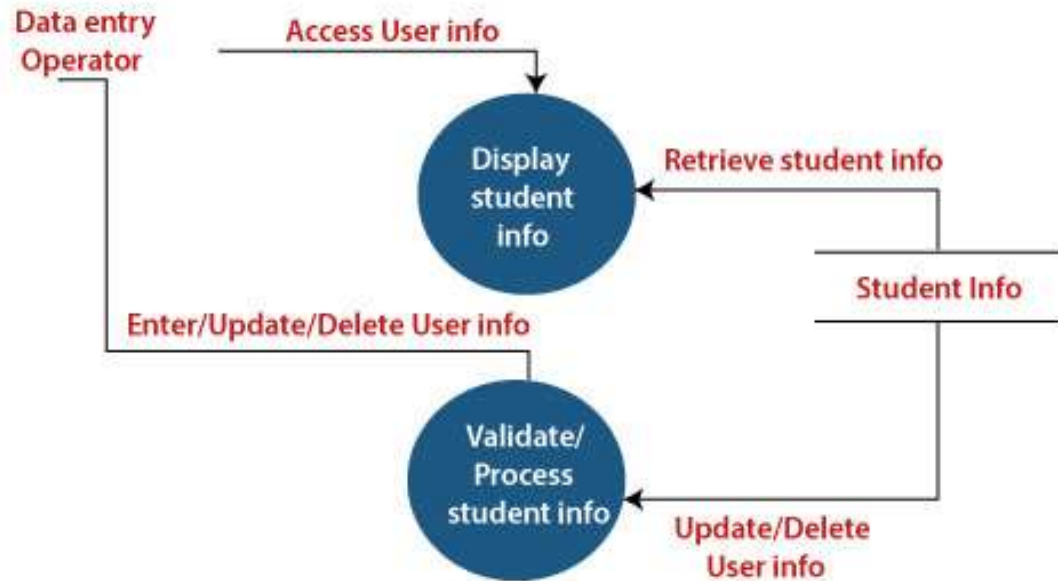 Data entry
Operator
Access User info
Display
student
info
Retrieve student info
Student Info
Enter/Update/Delete User info
Validate/
Process
student info
Update/Delete
User info